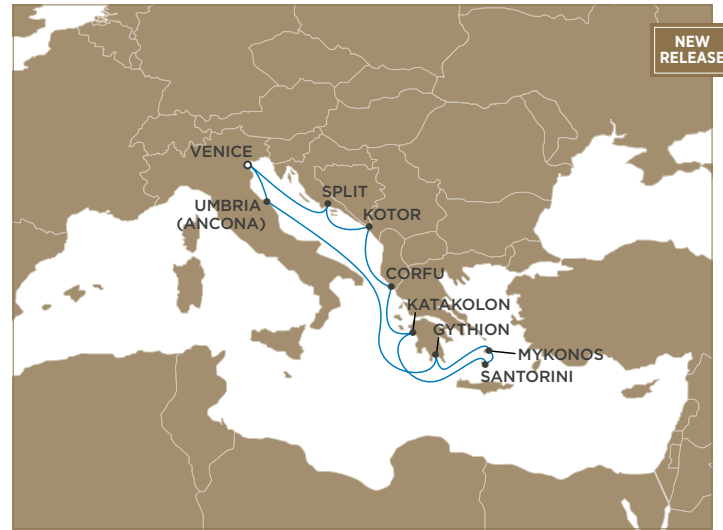 NEW
RELEASE
VENICE
SPLIT
UMBRIA
(ANCONA)
KOTOR
CORFU
KATAKOLON
GYTHION
MYKONOS
SANTORINI